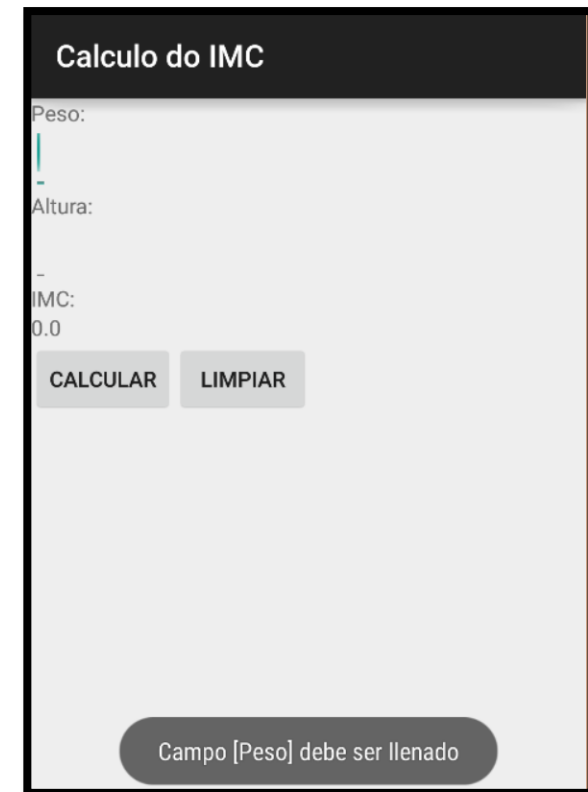 Calculo do IMC
Peso:
Altura:
IMC:
0.0
CALCULAR LIMPIAR
Campo [Peso] debe ser llenado